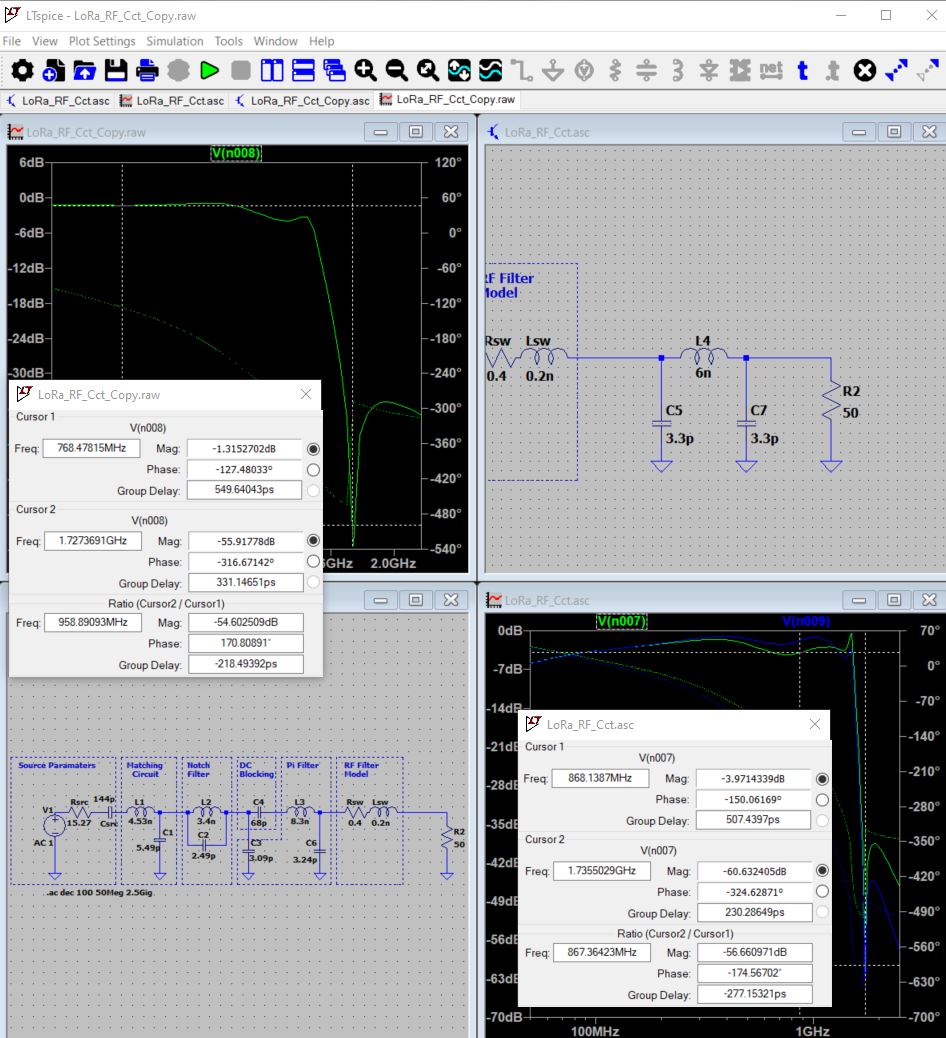 LTspice - LoRa_RF_Cct_Copy.raw
File View Plot Settings Simulation Tools Window Help
LoRa_RF_Cct.asc LoRa_RF_Cct.asc LoRa_RF_Cct_Copy.asc LoRa_RF_Cct_Copy.raw
LoRa_RF_Cct_Copy.raw
V(n008)
6dB 120°
0dB 60°
-6dB 0°
-12dB -60°
-18dB -120°
-24dB -180°
-30dB -240°
-300°
-360°
-420°
-480°
-540°
2.0GHz
LoRa_RF_Cct_Copy.raw
Cursor 1
V(n008)
Freq: 768.47815MHz Mag: -1.3152702dB
Phase: -127.48033°
Group Delay: 549.64043ps
Cursor 2
V(n008)
Freq: 1.7273691GHz Mag: -55.91778dB
Phase: -316.67142°
Group Delay: 331.14651ps
Ratio (Cursor2 / Cursor1)
Freq: 958.89093MHz Mag: -54.602509dB
Phase: 170.80891°
Group Delay: -218.49392ps
LoRa_RF_Cct.asc
RF Filter
Model
Rsw Lsw L4
0.4 0.2n 6n
R2
50
C5 C7
3.3p 3.3p
Source Paramaters Matching Circuit Notch Filter DC Blocking Pi Filter RF Filter Model
V1 Rsrc 144p L1 L2 C4 L3 Rsw Lsw
15.27 Csrc 4.53n 3.4n 68p 8.3n 0.4 0.2n
AC 1 C1 C2 C3 C6 R2
5.49p 2.49p 3.09p 3.24p 50
.ac dec 100 50Meg 2.5Gig
LoRa_RF_Cct.asc
V(n007) V(n009)
0dB 70°
-7dB 0°
-14dB -70°
-21dB -140°
-28dB -210°
-35dB -280°
-42dB -350°
-49dB -420°
-56dB -490°
-63dB -560°
-70dB -630°
-700°
100MHz 1GHz
LoRa_RF_Cct.asc
Cursor 1
V(n007)
Freq: 868.1387MHz Mag: -3.9714339dB
Phase: -150.06169°
Group Delay: 507.4397ps
Cursor 2
V(n007)
Freq: 1.7355029GHz Mag: -60.632405dB
Phase: -324.62871°
Group Delay: 230.28649ps
Ratio (Cursor2 / Cursor1)
Freq: 867.36423MHz Mag: -56.660971dB
Phase: -174.56702°
Group Delay: -277.15321ps